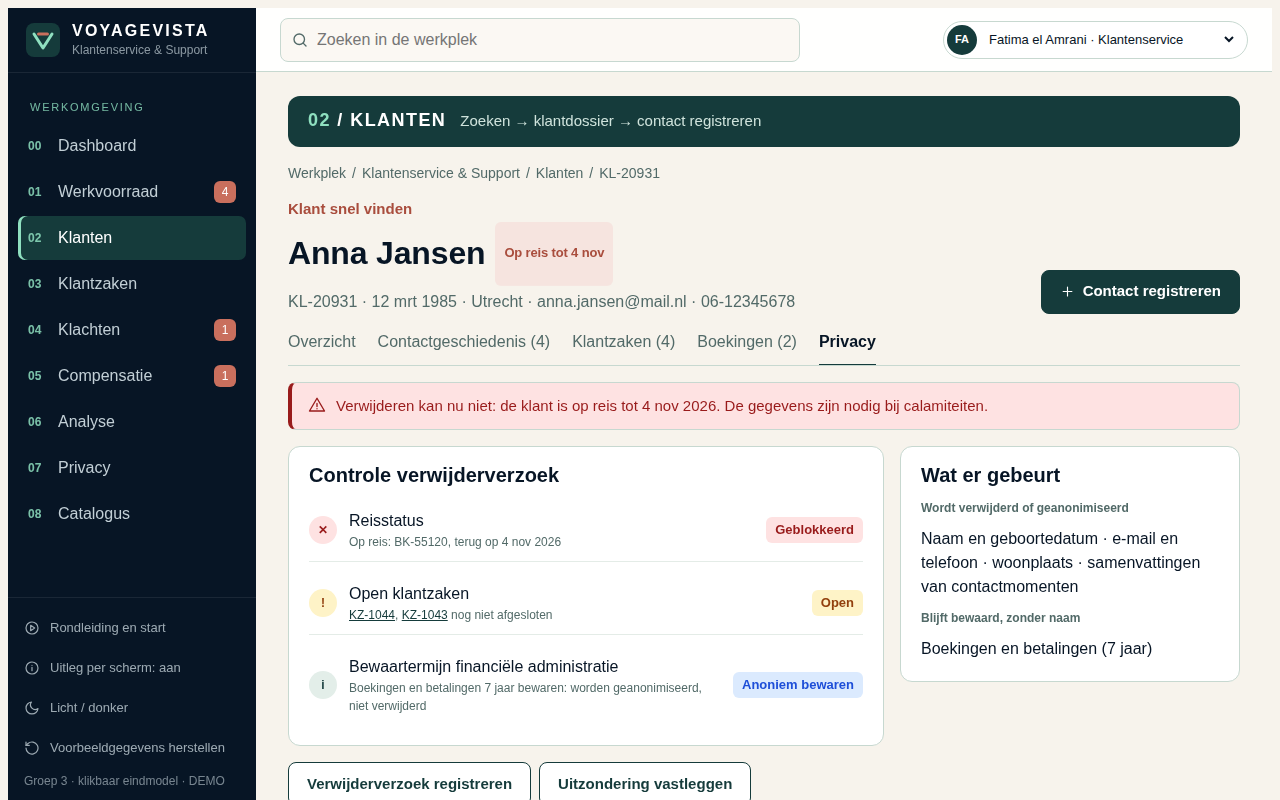 VOYAGEVISTA
Klantenservice & Support
WERKOMGEVING
00 Dashboard
01 Werkvoorraad 4
02 Klanten
03 Klantzaken
04 Klachten 1
05 Compensatie 1
06 Analyse
07 Privacy
08 Catalogus
Rondleiding en start
Uitleg per scherm: aan
Licht / donker
Voorbeeldgegevens herstellen
Groep 3 · klikbaar eindmodel · DEMO
Zoeken in de werkplek
FA Fatima el Amrani · Klantenservice
02 / KLANTEN Zoeken → klantdossier → contact registreren
Werkplek / Klantenservice & Support / Klanten / KL-20931
Klant snel vinden
Anna Jansen Op reis tot 4 nov
KL-20931 · 12 mrt 1985 · Utrecht · anna.jansen@mail.nl · 06-12345678
+ Contact registreren
Overzicht Contactgeschiedenis (4) Klantzaken (4) Boekingen (2) Privacy
Verwijderen kan nu niet: de klant is op reis tot 4 nov 2026. De gegevens zijn nodig bij calamiteiten.
Controle verwijderverzoek
Reisstatus
Op reis: BK-55120, terug op 4 nov 2026
Geblokkeerd
! Open klantzaken
KZ-1044, KZ-1043 nog niet afgesloten
Open
i Bewaartermijn financiële administratie
Boekingen en betalingen 7 jaar bewaren: worden geanonimiseerd,
niet verwijderd
Anoniem bewaren
Wat er gebeurt
Wordt verwijderd of geanonimiseerd
Naam en geboortedatum · e-mail en
telefoon · woonplaats · samenvattingen
van contactmomenten
Blijft bewaard, zonder naam
Boekingen en betalingen (7 jaar)
Verwijderverzoek registreren
Uitzondering vastleggen